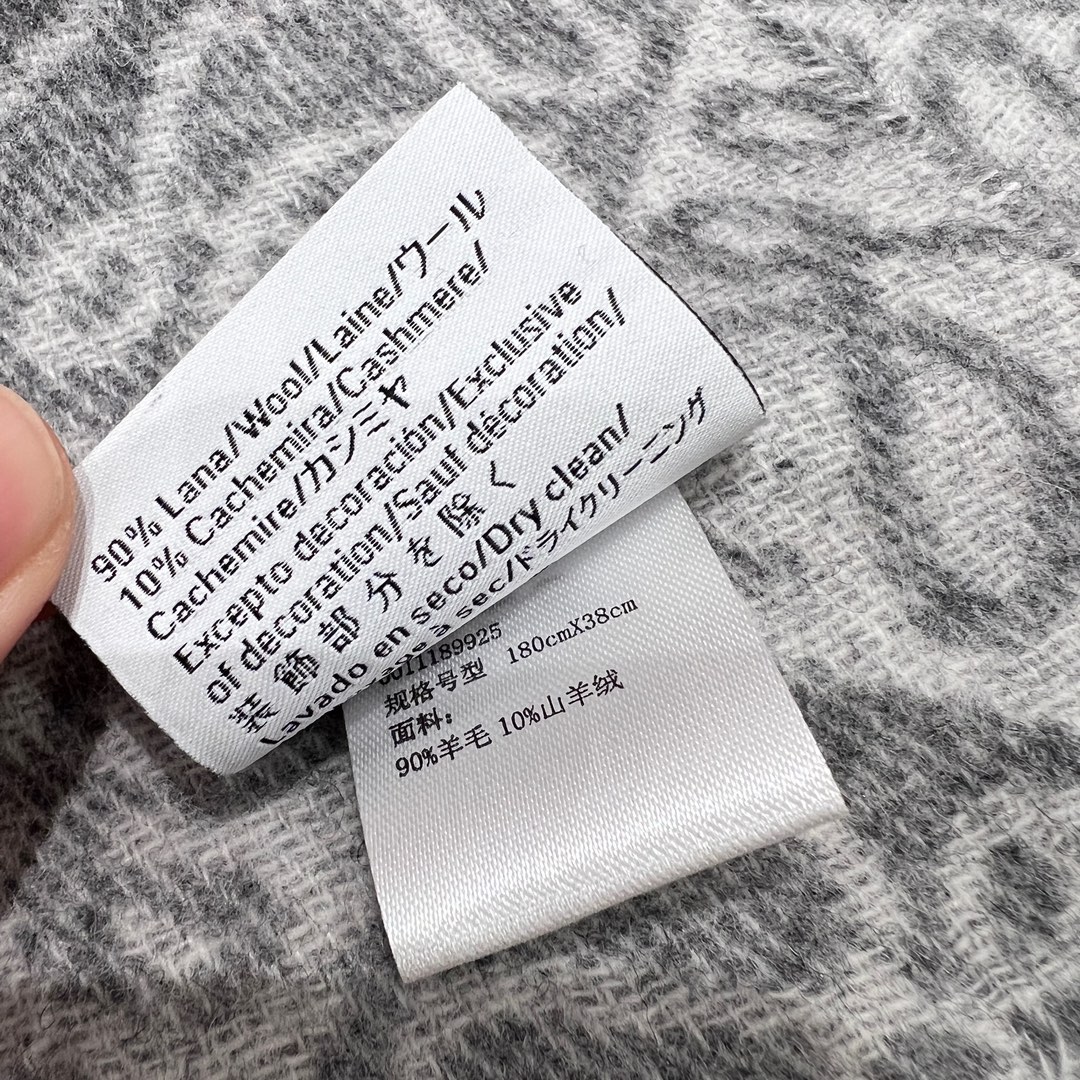 90% Lana/Wool/Laine/ウール
10% Cachemira/Cashmere/
Cachemire/カシミヤ
Excepto decoración/Exclusive
of decoration/Sauf décoration/
装飾部分を除く
Lavado en seco/Dry clean/
a sec/ドライクリーニング
3011189925
规格号型 180cmX38cm
面料:
90%羊毛 10%山羊绒